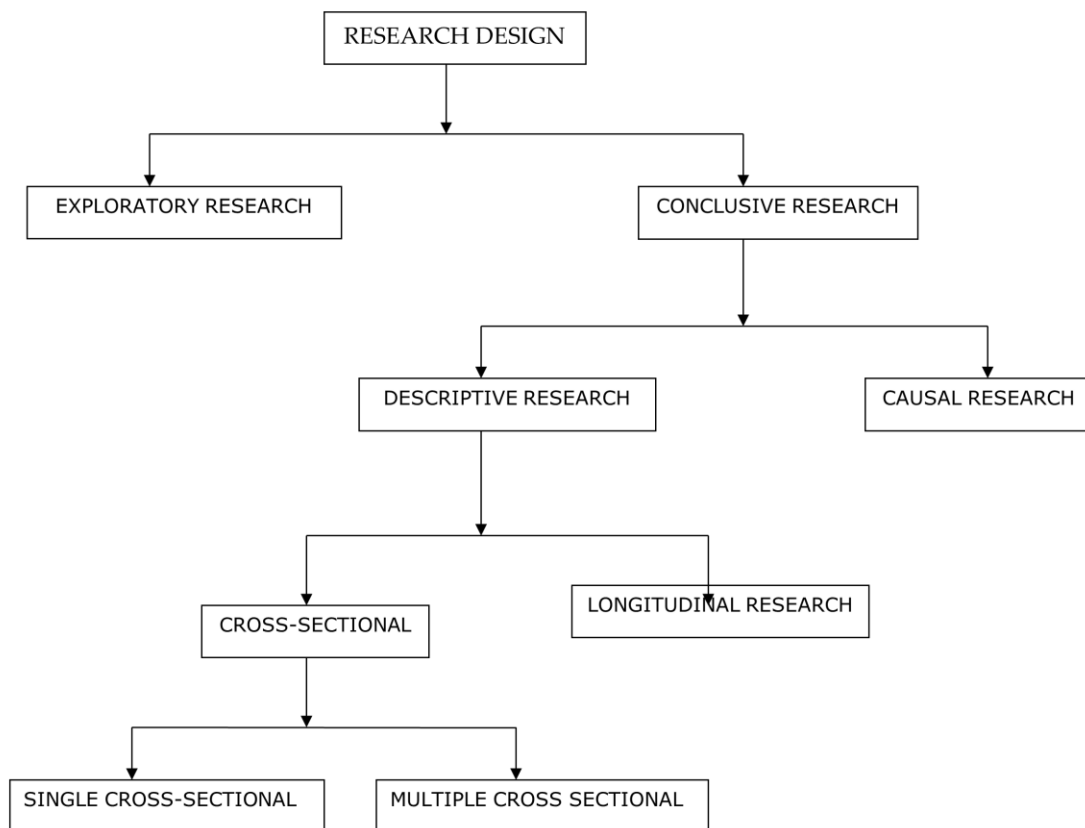 RESEARCH DESIGN
EXPLORATORY RESEARCH
CONCLUSIVE RESEARCH
DESCRIPTIVE RESEARCH
CAUSAL RESEARCH
CROSS-SECTIONAL
LONGITUDINAL RESEARCH
SINGLE CROSS-SECTIONAL
MULTIPLE CROSS SECTIONAL